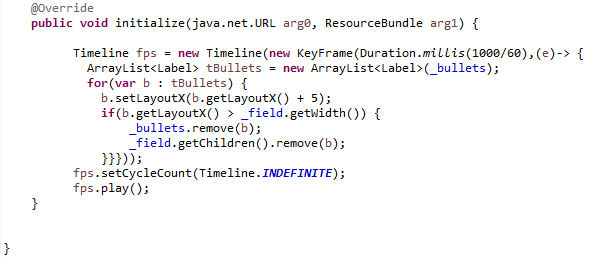 @Override
public void initialize(java.net.URL arg0, ResourceBundle arg1) {
Timeline fps = new Timeline(new KeyFrame(Duration.millis(1000/60),(e)-> {
ArrayList<Label> tBullets = new ArrayList<Label>(_bullets);
for(var b : tBullets) {
b.setLayoutX(b.getLayoutX() + 5);
if(b.getLayoutX() > _field.getWidth()) {
_bullets.remove(b);
_field.getChildren().remove(b);
}}}));
fps.setCycleCount(Timeline.INDEFINITE);
fps.play();
}
}